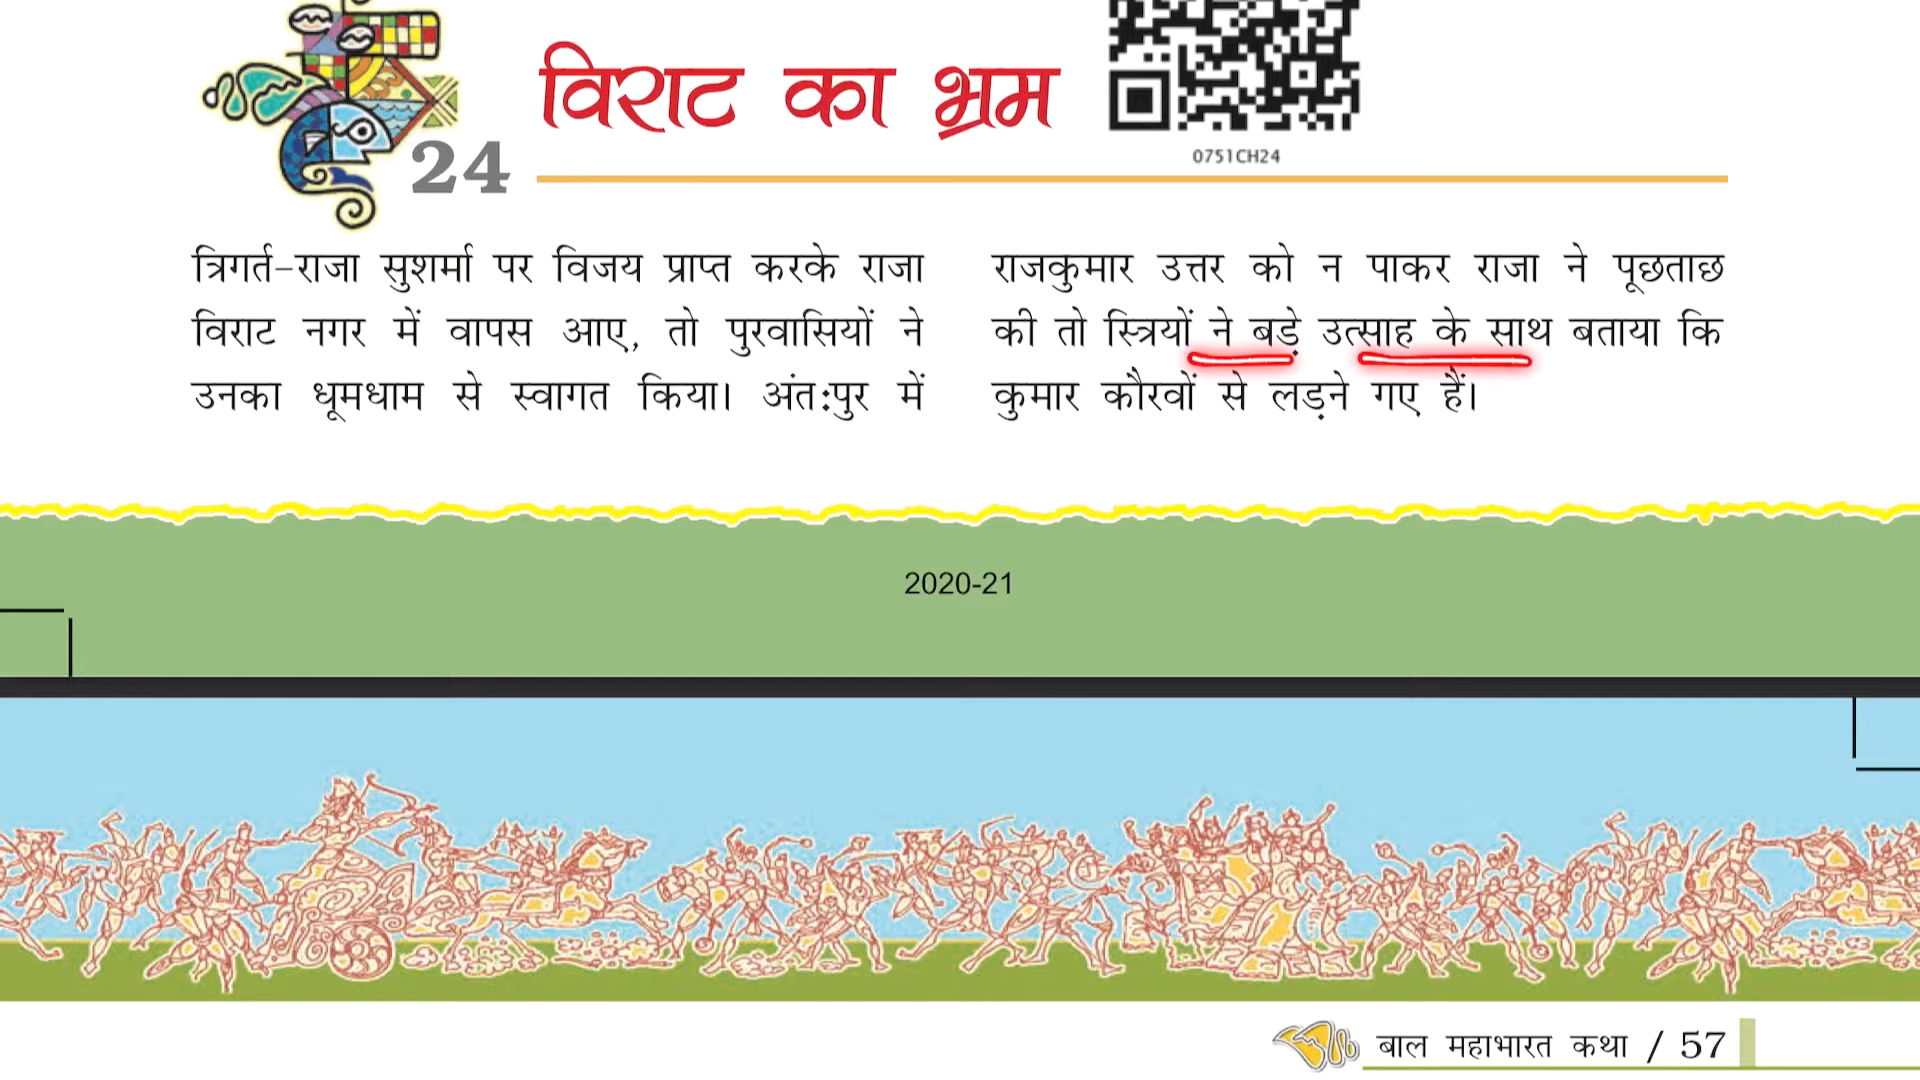 विराट का भ्रम
0751CH24
24
त्रिगर्त-राजा सुशर्मा पर विजय प्राप्त करके राजा
विराट नगर में वापस आए, तो पुरवासियों ने
उनका धूमधाम से स्वागत किया। अंत:पुर में
राजकुमार उत्तर को न पाकर राजा ने पूछताछ
की तो स्त्रियों ने बड़े उत्साह के साथ बताया कि
कुमार कौरवों से लड़ने गए हैं।
2020-21
बाल महाभारत कथा / 57